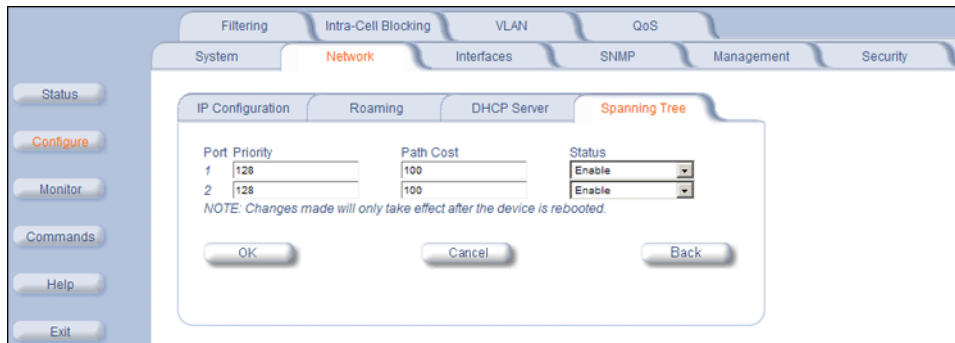 Filtering Intra-Cell Blocking VLAN QoS
System Network Interfaces SNMP Management Security
Status
Configure
Monitor
Commands
Help
Exit
IP Configuration Roaming DHCP Server Spanning Tree
Port Priority Path Cost Status
1 128 100 Enable
2 128 100 Enable
NOTE: Changes made will only take effect after the device is rebooted.
OK Cancel Back